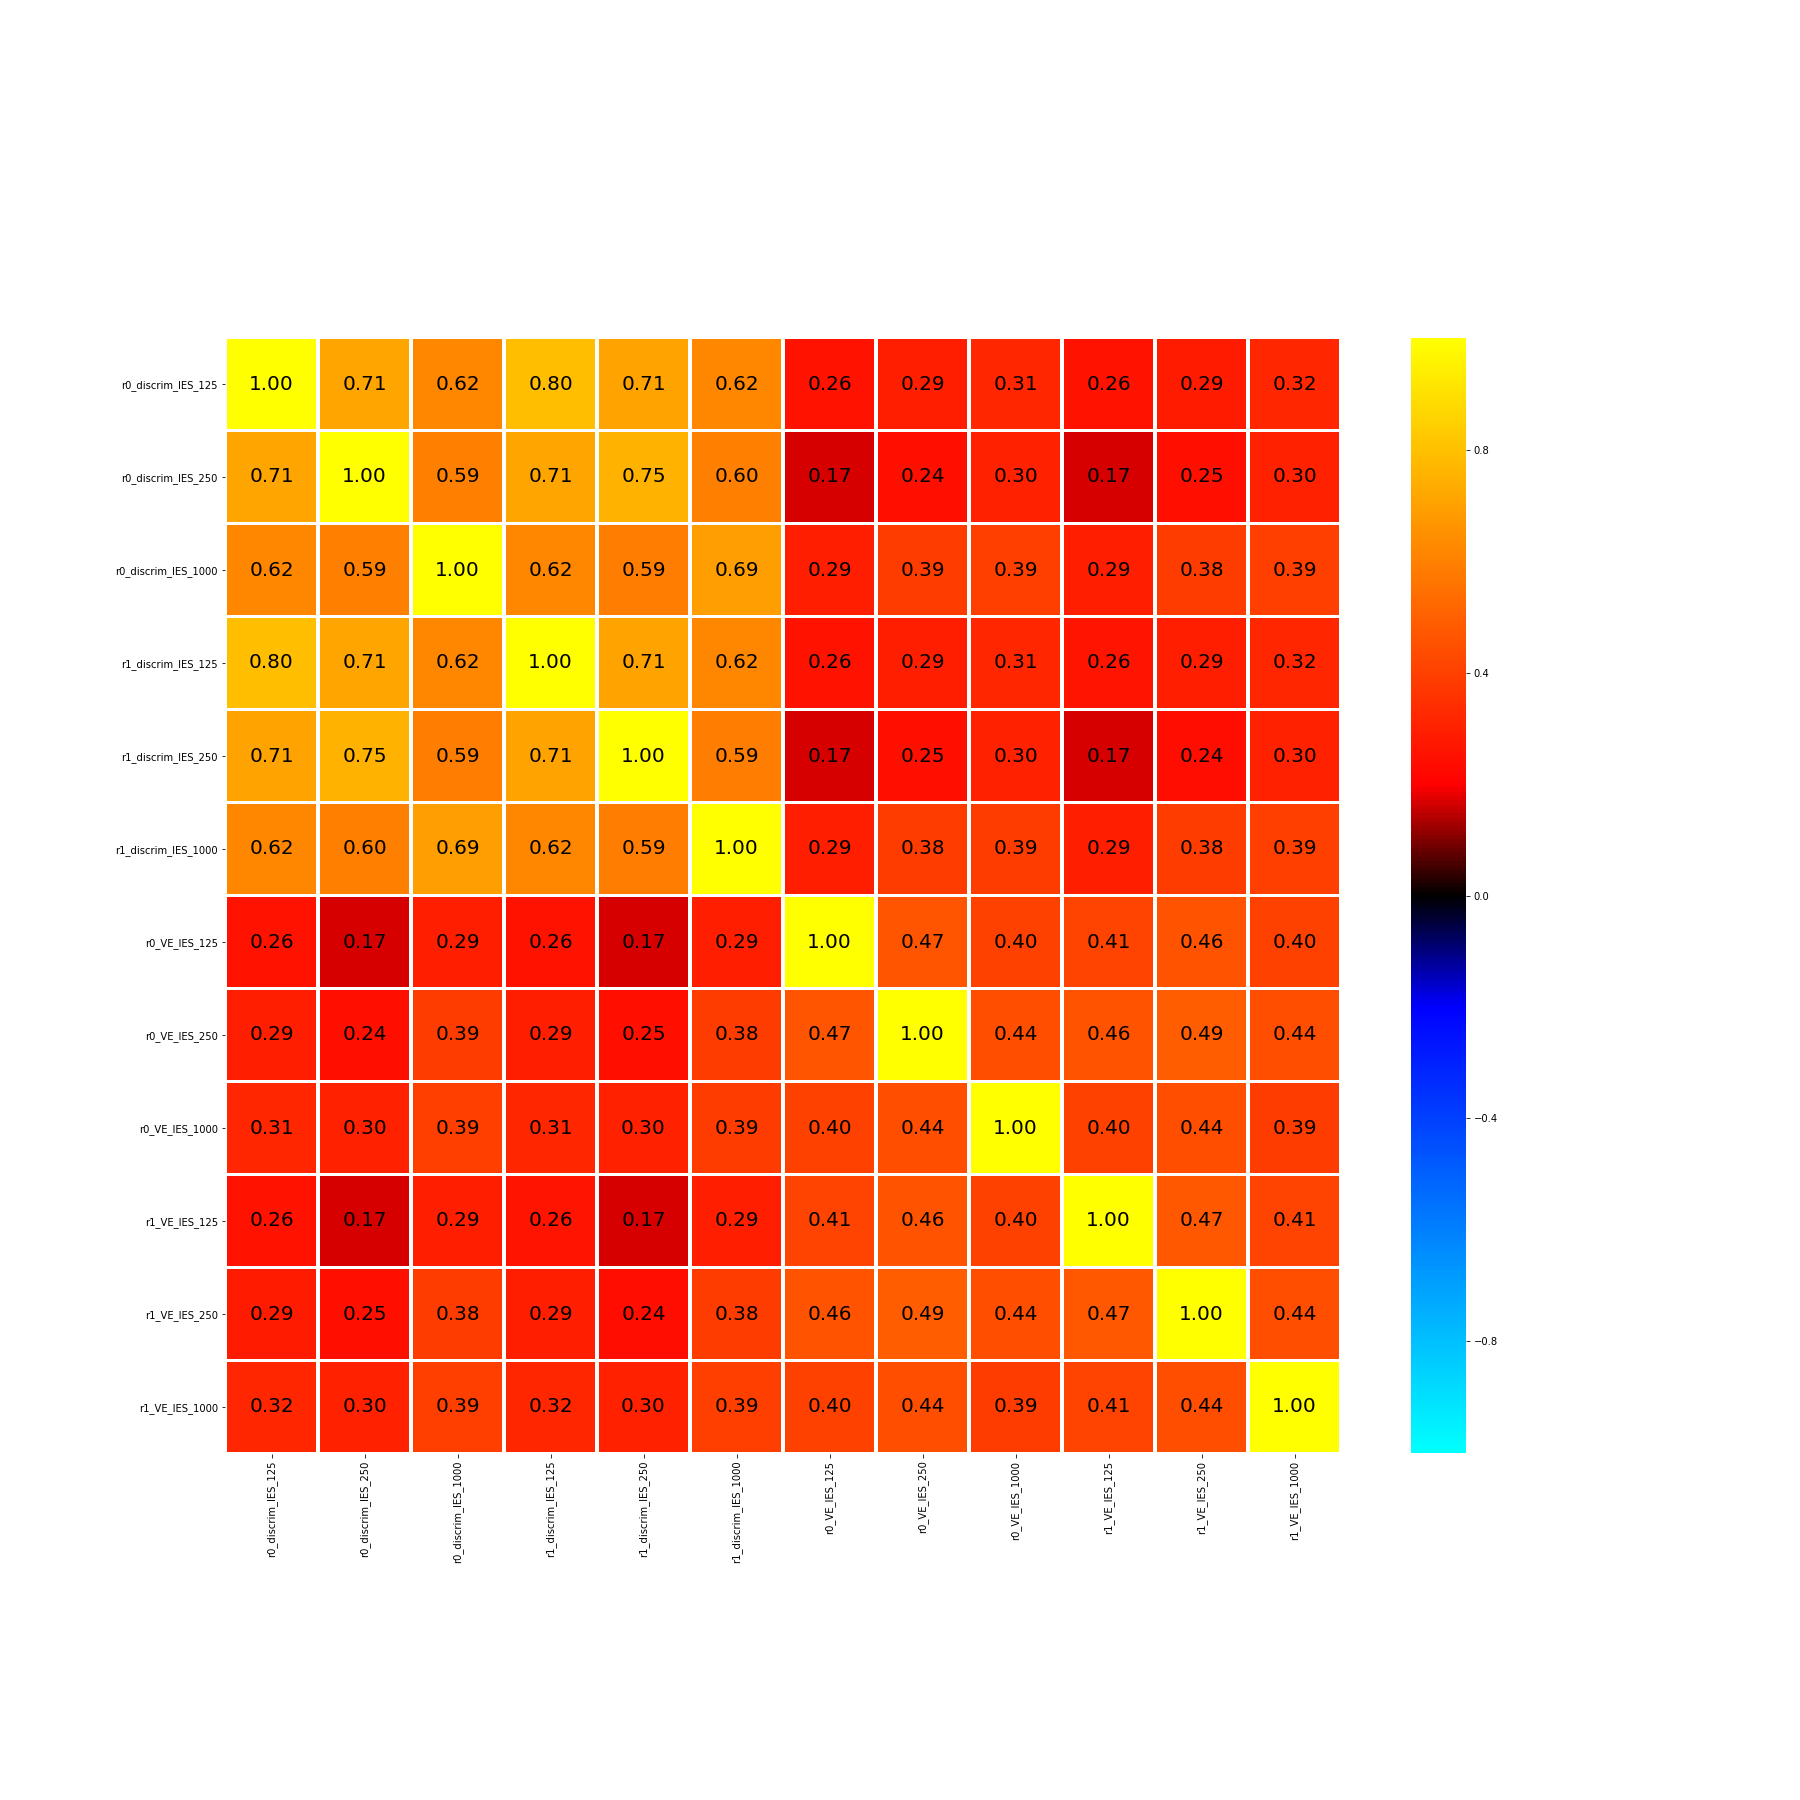 r0_discrim_IES_125 1.00 0.71 0.62 0.80 0.71 0.62 0.26 0.29 0.31 0.26 0.29 0.32
r0_discrim_IES_250 0.71 1.00 0.59 0.71 0.75 0.60 0.17 0.24 0.30 0.17 0.25 0.30
r0_discrim_IES_1000 0.62 0.59 1.00 0.62 0.59 0.69 0.29 0.39 0.39 0.29 0.38 0.39
r1_discrim_IES_125 0.80 0.71 0.62 1.00 0.71 0.62 0.26 0.29 0.31 0.26 0.29 0.32
r1_discrim_IES_250 0.71 0.75 0.59 0.71 1.00 0.59 0.17 0.25 0.30 0.17 0.24 0.30
r1_discrim_IES_1000 0.62 0.60 0.69 0.62 0.59 1.00 0.29 0.38 0.39 0.29 0.38 0.39
r0_VE_IES_125 0.26 0.17 0.29 0.26 0.17 0.29 1.00 0.47 0.40 0.41 0.46 0.40
r0_VE_IES_250 0.29 0.24 0.39 0.29 0.25 0.38 0.47 1.00 0.44 0.46 0.49 0.44
r0_VE_IES_1000 0.31 0.30 0.39 0.31 0.30 0.39 0.40 0.44 1.00 0.40 0.44 0.39
r1_VE_IES_125 0.26 0.17 0.29 0.26 0.17 0.29 0.41 0.46 0.40 1.00 0.47 0.41
r1_VE_IES_250 0.29 0.25 0.38 0.29 0.24 0.38 0.46 0.49 0.44 0.47 1.00 0.44
r1_VE_IES_1000 0.32 0.30 0.39 0.32 0.30 0.39 0.40 0.44 0.39 0.41 0.44 1.00
r0_discrim_IES_125
r0_discrim_IES_250
r0_discrim_IES_1000
r1_discrim_IES_125
r1_discrim_IES_250
r1_discrim_IES_1000
r0_VE_IES_125
r0_VE_IES_250
r0_VE_IES_1000
r1_VE_IES_125
r1_VE_IES_250
r1_VE_IES_1000
0.8
0.4
0.0
−0.4
−0.8